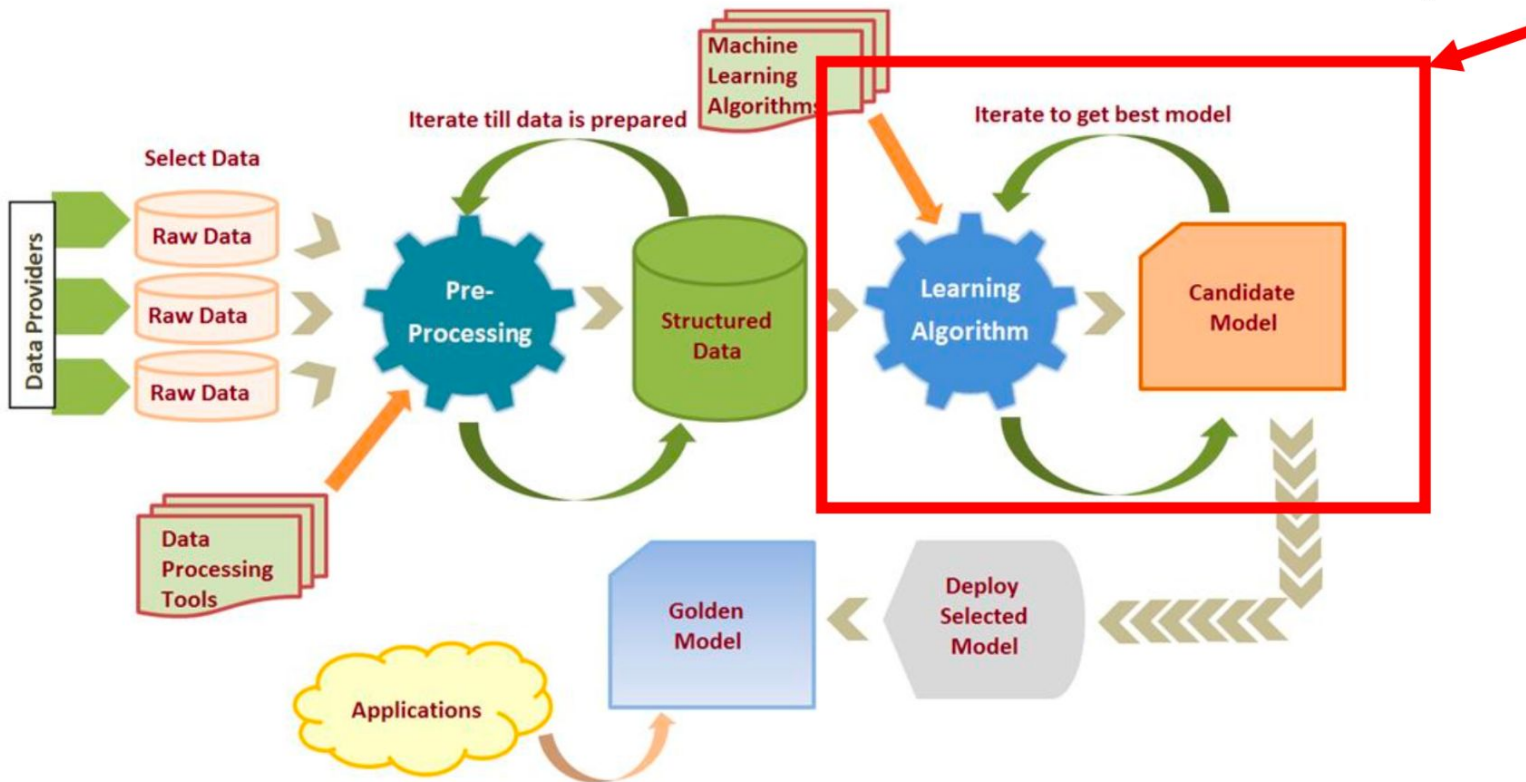 Machine
Learning
Algorithms
Iterate till data is prepared
Iterate to get best model
Select Data
Data Providers
Raw Data
Raw Data
Raw Data
Pre-
Processing
Structured
Data
Learning
Algorithm
Candidate
Model
Data
Processing
Tools
Golden
Model
Deploy
Selected
Model
Applications